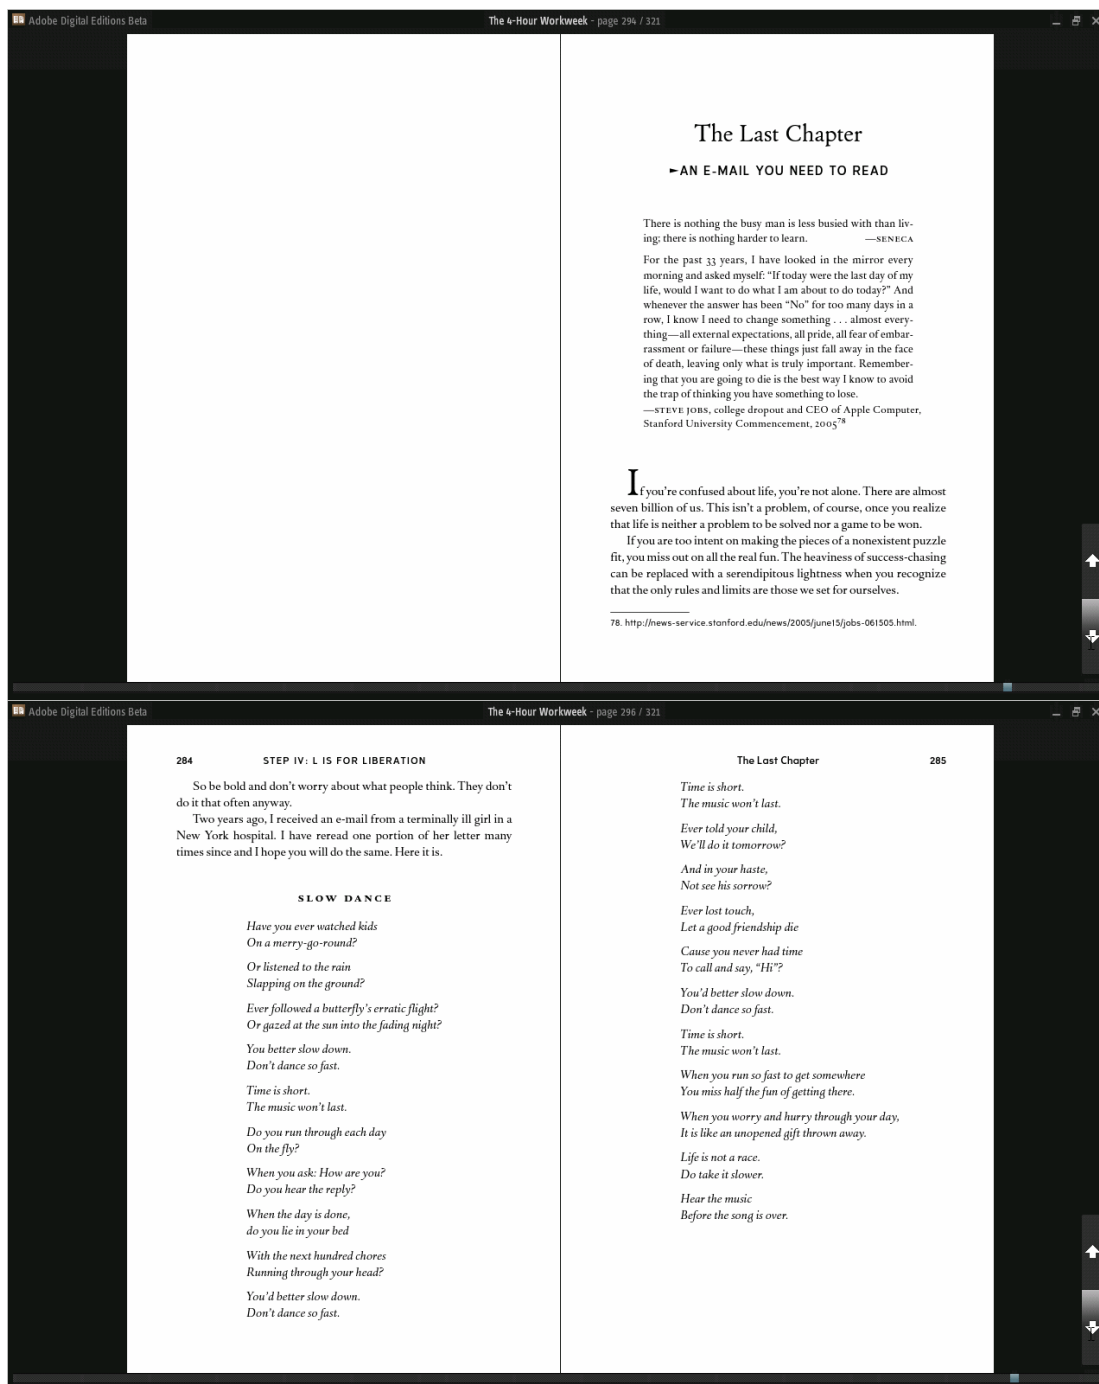 Adobe Digital Editions Beta
The 4-Hour Workweek - page 294 / 321
The Last Chapter
►AN E-MAIL YOU NEED TO READ
There is nothing the busy man is less busied with than liv-
ing; there is nothing harder to learn. —SENECA
For the past 33 years, I have looked in the mirror every
morning and asked myself: “If today were the last day of my
life, would I want to do what I am about to do today?” And
whenever the answer has been “No” for too many days in a
row, I know I need to change something . . . almost every-
thing—all external expectations, all pride, all fear of embar-
rassment or failure—these things just fall away in the face
of death, leaving only what is truly important. Remember-
ing that you are going to die is the best way I know to avoid
the trap of thinking you have something to lose.
—STEVE JOBS, college dropout and CEO of Apple Computer,
Stanford University Commencement, 2005⁷⁸
If you’re confused about life, you’re not alone. There are almost
seven billion of us. This isn’t a problem, of course, once you realize
that life is neither a problem to be solved nor a game to be won.
If you are too intent on making the pieces of a nonexistent puzzle
fit, you miss out on all the real fun. The heaviness of success-chasing
can be replaced with a serendipitous lightness when you recognize
that the only rules and limits are those we set for ourselves.
78. http://news-service.stanford.edu/news/2005/june15/jobs-061505.html.
Adobe Digital Editions Beta
The 4-Hour Workweek - page 296 / 321
284 STEP IV: L IS FOR LIBERATION
So be bold and don’t worry about what people think. They don’t
do it that often anyway.
Two years ago, I received an e-mail from a terminally ill girl in a
New York hospital. I have reread one portion of her letter many
times since and I hope you will do the same. Here it is.
SLOW DANCE
Have you ever watched kids
On a merry-go-round?
Or listened to the rain
Slapping on the ground?
Ever followed a butterfly’s erratic flight?
Or gazed at the sun into the fading night?
You better slow down.
Don’t dance so fast.
Time is short.
The music won’t last.
Do you run through each day
On the fly?
When you ask: How are you?
Do you hear the reply?
When the day is done,
do you lie in your bed
With the next hundred chores
Running through your head?
You’d better slow down.
Don’t dance so fast.
The Last Chapter 285
Time is short.
The music won’t last.
Ever told your child,
We’ll do it tomorrow?
And in your haste,
Not see his sorrow?
Ever lost touch,
Let a good friendship die
Cause you never had time
To call and say, “Hi”?
You’d better slow down.
Don’t dance so fast.
Time is short.
The music won’t last.
When you run so fast to get somewhere
You miss half the fun of getting there.
When you worry and hurry through your day,
It is like an unopened gift thrown away.
Life is not a race.
Do take it slower.
Hear the music
Before the song is over.